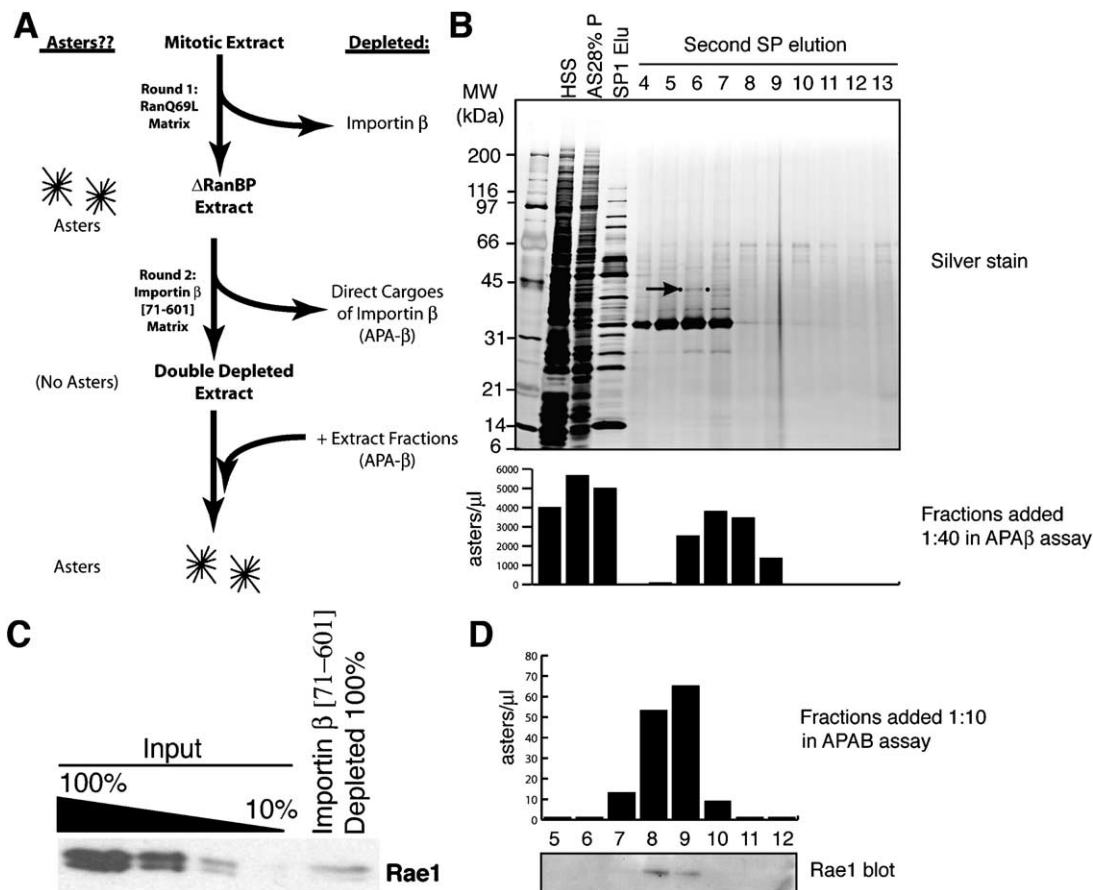 A
Asters??
Mitotic Extract
Depleted:
Round 1:
RanQ69L
Matrix
Importin β
ΔRanBP
Extract
Asters
Round 2:
Importin β
[71-601]
Matrix
Direct Cargoes
of Importin β
(APA-β)
(No Asters)
Double Depleted
Extract
+ Extract Fractions
(APA-β)
Asters
B
MW
(kDa)
HSS
AS28% P
SP1 Elu
Second SP elution
4 5 6 7 8 9 10 11 12 13
200
116
97
66
45
31
21
14
6
Silver stain
asters/µl
6000
5000
4000
3000
2000
1000
0
Fractions added
1:40 in APAβ assay
C
Input
100%
10%
Importin β [71–601]
Depleted 100%
Rae1
D
asters/µl
80
70
60
50
40
30
20
10
0
5 6 7 8 9 10 11 12
Fractions added 1:10
in APAB assay
Rae1 blot